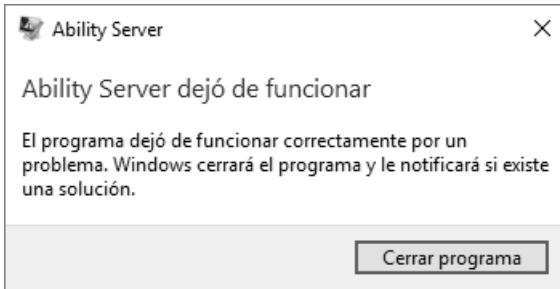 Ability Server
Ability Server dejó de funcionar
El programa dejó de funcionar correctamente por un
problema. Windows cerrará el programa y le notificará si existe
una solución.
Cerrar programa